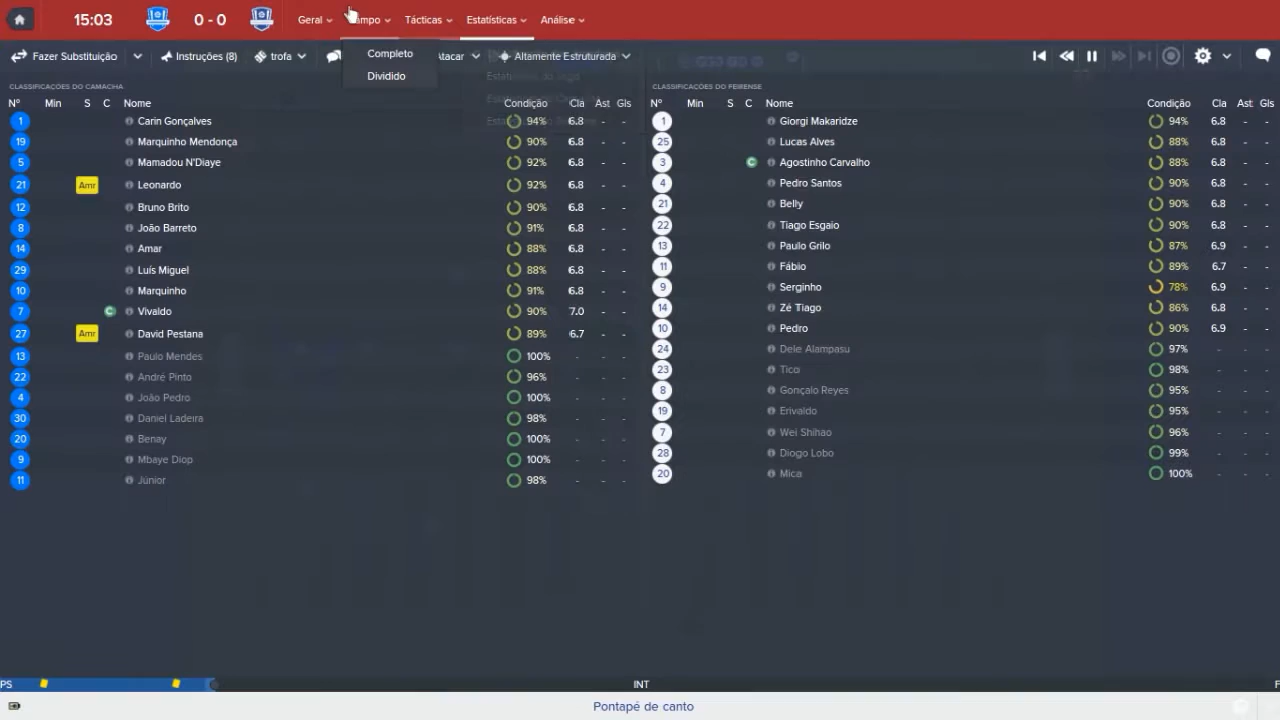 15:03 0 - 0 Geral Tácticas Estatísticas Análise
Fazer Substituição Instruções (8) trofa Atacar Altamente Estruturada
Completo
Dividido
CLASSIFICAÇÕES DO CAMACHA
Nº Min S C Nome Condição Cla Ast Gls
1 Carin Gonçalves 94% 6.8 - -
19 Marquinho Mendonça 90% 6.8 - -
5 Mamadou N'Diaye 92% 6.8 - -
21 Amr Leonardo 92% 6.8 - -
12 Bruno Brito 90% 6.8 - -
8 João Barreto 91% 6.8 - -
14 Amar 88% 6.8 - -
29 Luís Miguel 88% 6.8 - -
10 Marquinho 91% 6.8 - -
7 C Vivaldo 90% 7.0 - -
27 Amr David Pestana 89% 6.7 - -
13 Paulo Mendes 100% - - -
22 André Pinto 96% - - -
4 João Pedro 100% - - -
30 Daniel Ladeira 98% - - -
20 Benay 100% - - -
9 Mbaye Diop 100% - - -
11 Júnior 98% - - -
CLASSIFICAÇÕES DO FEIRENSE
Nº Min S C Nome Condição Cla Ast Gls
1 Giorgi Makaridze 94% 6.8 - -
25 Lucas Alves 88% 6.8 - -
3 C Agostinho Carvalho 88% 6.8 - -
4 Pedro Santos 90% 6.8 - -
21 Belly 90% 6.8 - -
22 Tiago Esgaio 90% 6.8 - -
13 Paulo Grilo 87% 6.9 - -
11 Fábio 89% 6.7 - -
9 Serginho 78% 6.9 - -
14 Zé Tiago 86% 6.8 - -
10 Pedro 90% 6.9 - -
24 Dele Alampasu 97% - - -
23 Tico 98% - - -
8 Gonçalo Reyes 95% - - -
19 Erivaldo 95% - - -
7 Wei Shihao 96% - - -
28 Diogo Lobo 99% - - -
20 Mica 100% - - -
PS INT F
Pontapé de canto